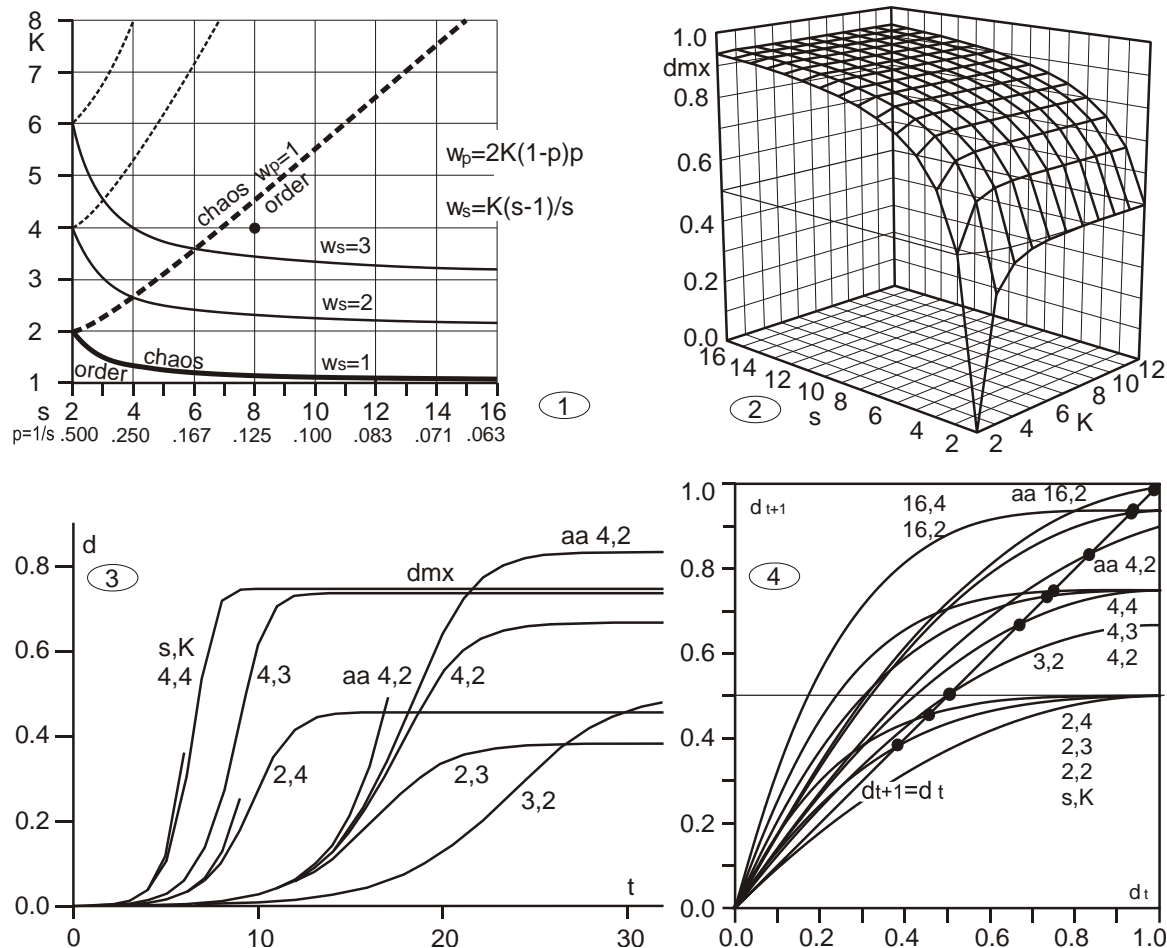 8
K
7
6
5
4
3
2
1
chaos wp=1
order
wp=2K(1-p)p
ws=K(s-1)/s
ws=3
ws=2
ws=1
chaos
order
s 2 4 6 8 10 12 14 16
p=1/s .500 .250 .167 .125 .100 .083 .071 .063
1
1.0
dmx
0.8
0.6
0.4
0.2
0.0
16 14 12 10 8 6 4 2
s
2 4 6 8 10 12
K
2
d
0.8
0.6
0.4
0.2
0.0
3
aa 4,2
dmx
s,K
4,4
4,3
aa 4,2
4,2
2,4
2,3
3,2
t
0 10 20 30
1.0
dt+1
0.8
0.6
0.4
0.2
0.0
16,4
16,2
aa 16,2
4
aa 4,2
4,4
4,3
4,2
3,2
2,4
2,3
2,2
s,K
dt+1=dt
dt
0.0 0.2 0.4 0.6 0.8 1.0